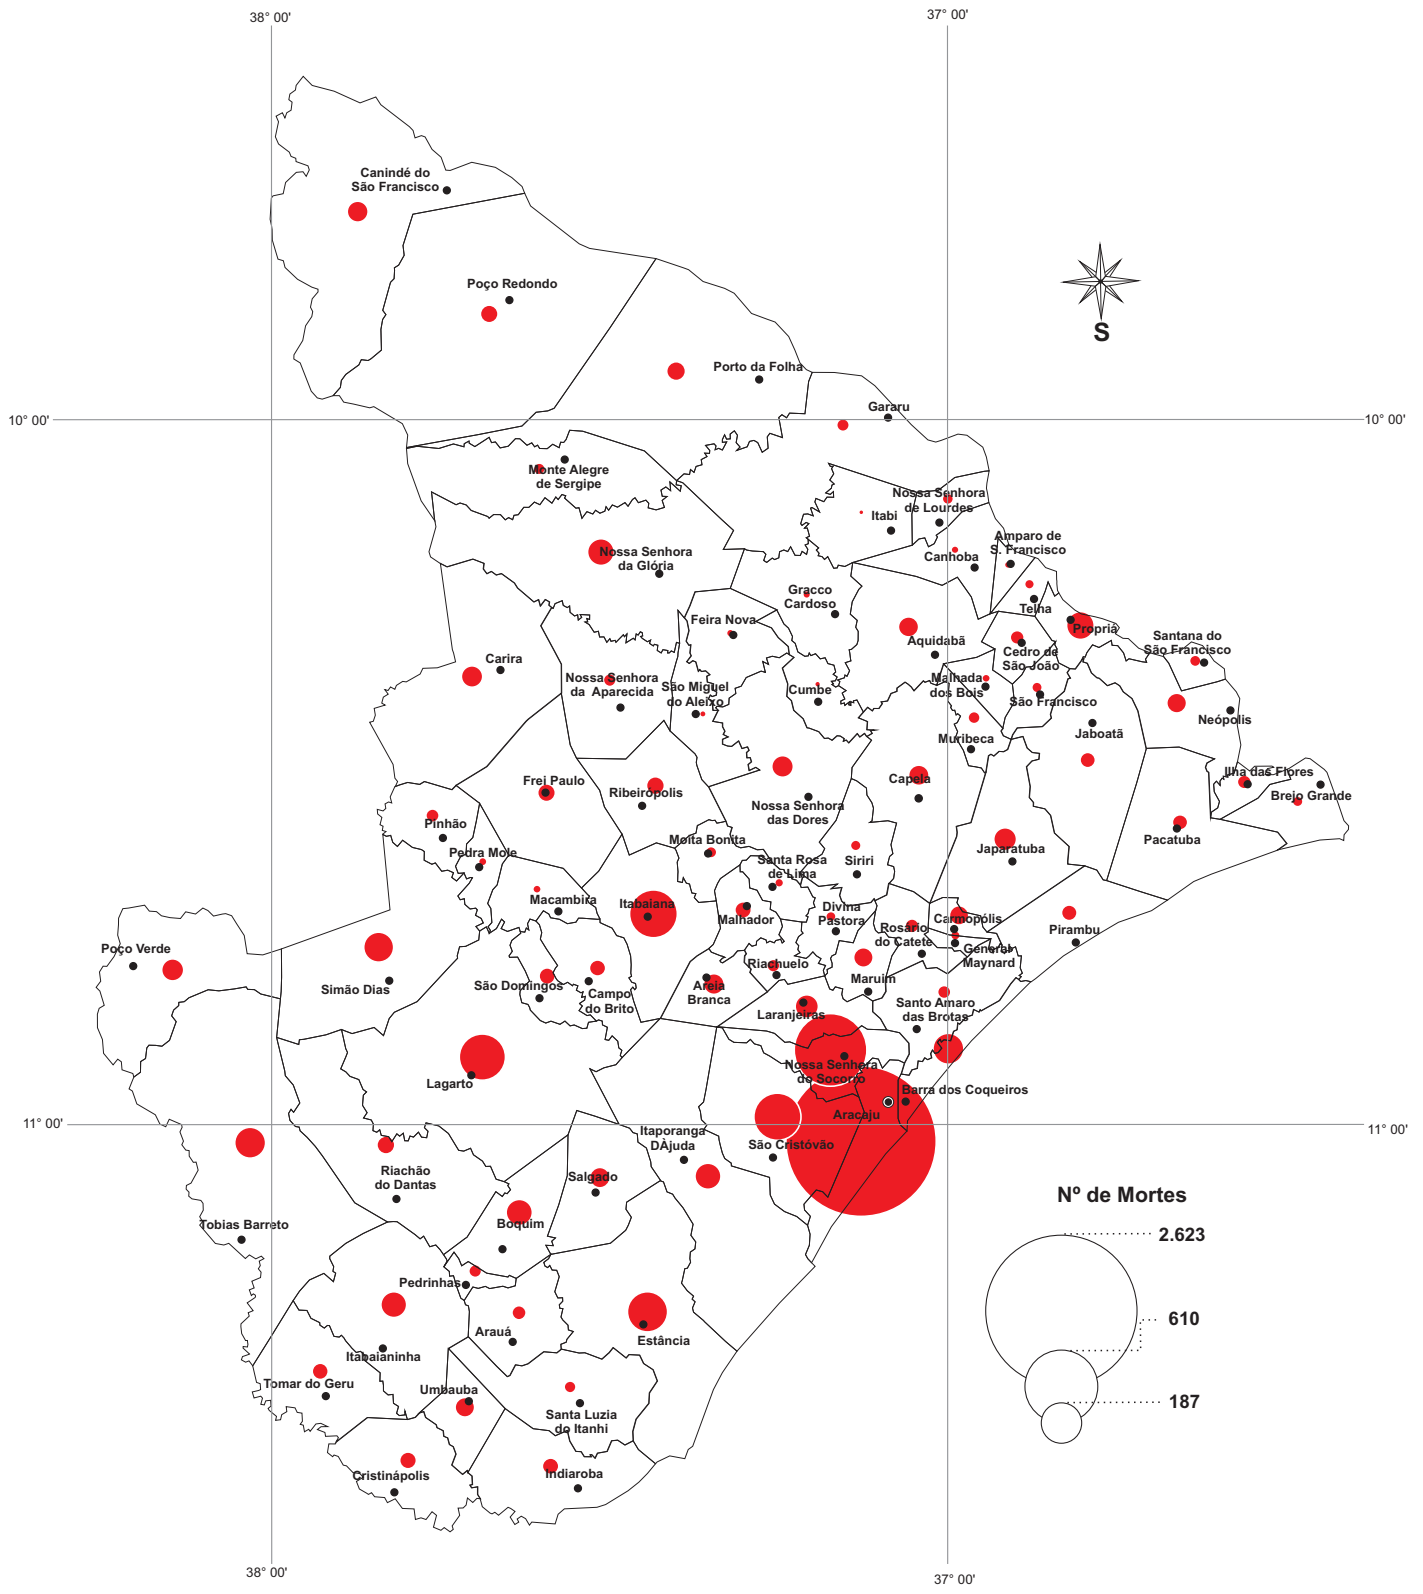 38° 00'
37° 00'
Canindé do
São Francisco
Poço Redondo
S
Porto da Folha
Gararu
10° 00'
10° 00'
Monte Alegre
de Sergipe
Nossa Senhora
de Lourdes
Itabi
Amparo de
S. Francisco
Canhoba
Nossa Senhora
da Glória
Gracco
Cardoso
Telha
Feira Nova
Propriá
Aquidabã
Santana do
São Francisco
Cedro de
São João
Carira
Nossa Senhora
da Aparecida
São Miguel
do Aleixo
Cumbe
Malhada
dos Bois
São Francisco
Neópolis
Jaboatã
Muribeca
Frei Paulo
Ribeirópolis
Capela
Ilha das Flores
Brejo Grande
Nossa Senhora
das Dores
Pinhão
Pedra Mole
Moita Bonita
Santa Rosa
de Lima
Siriri
Japaratuba
Pacatuba
Macambira
Itabaiana
Malhador
Divina
Pastora
Rosário
do Catete
Carmopólis
General
Maynard
Pirambu
Poço Verde
Simão Dias
São Domingos
Campo
do Brito
Areia
Branca
Riachuelo
Maruim
Laranjeiras
Santo Amaro
das Brotas
Lagarto
Nossa Senhora
do Socorro
Barra dos Coqueiros
Aracaju
11° 00'
11° 00'
Itaporanga
DÀjuda
São Cristóvão
Riachão
do Dantas
Salgado
Boquim
Tobias Barreto
Nº de Mortes
2.623
610
187
Pedrinhas
Arauá
Estância
Itabaianinha
Tomar do Geru
Umbauba
Santa Luzia
do Itanhi
Cristinápolis
Indiaroba
38° 00'
37° 00'